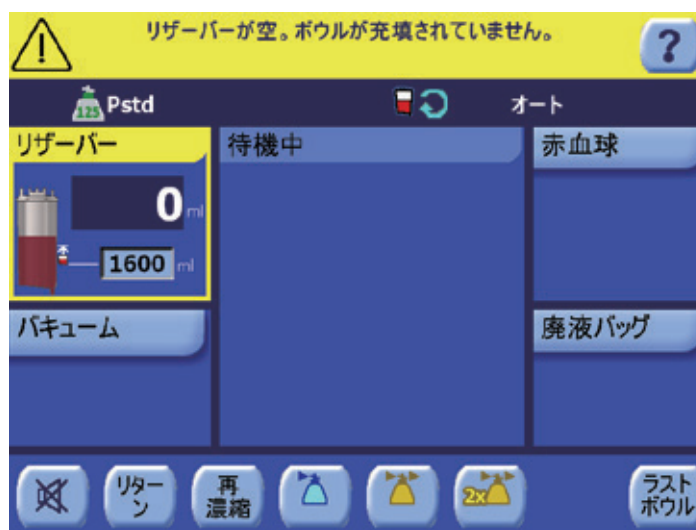 リザーバーが空。ボウルが充填されていません。
?
125 Pstd オート
リザーバー 待機中 赤血球
0 ml
1600 ml
バキューム 廃液バッグ
リターン
再濃縮
2x
ラストボウル